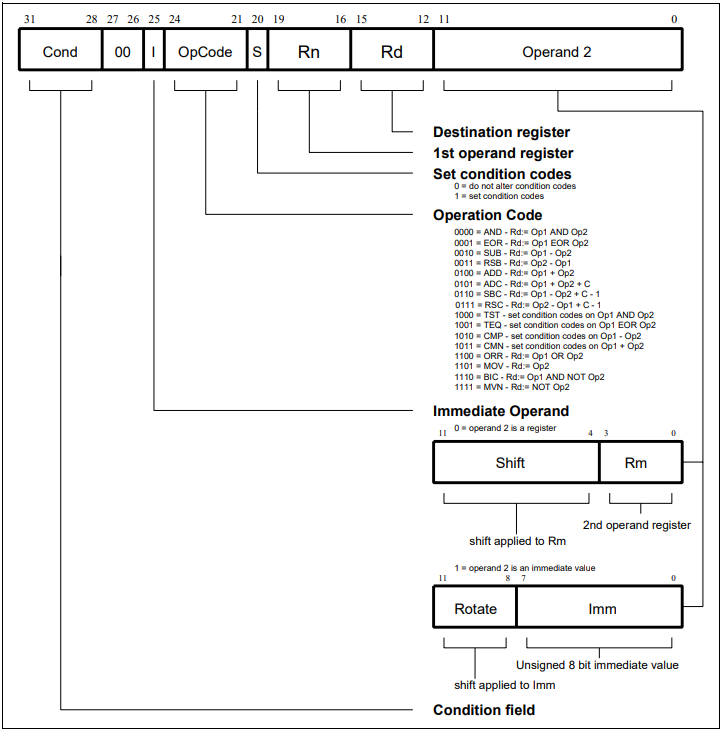 31 28 27 26 25 24 21 20 19 16 15 12 11 0
Cond 00 I OpCode S Rn Rd Operand 2
Destination register
1st operand register
Set condition codes
0 = do not alter condition codes
1 = set condition codes
Operation Code
0000 = AND - Rd:= Op1 AND Op2
0001 = EOR - Rd:= Op1 EOR Op2
0010 = SUB - Rd:= Op1 - Op2
0011 = RSB - Rd:= Op2 - Op1
0100 = ADD - Rd:= Op1 + Op2
0101 = ADC - Rd:= Op1 + Op2 + C
0110 = SBC - Rd:= Op1 - Op2 + C - 1
0111 = RSC - Rd:= Op2 - Op1 + C - 1
1000 = TST - set condition codes on Op1 AND Op2
1001 = TEQ - set condition codes on Op1 EOR Op2
1010 = CMP - set condition codes on Op1 - Op2
1011 = CMN - set condition codes on Op1 + Op2
1100 = ORR - Rd:= Op1 OR Op2
1101 = MOV - Rd:= Op2
1110 = BIC - Rd:= Op1 AND NOT Op2
1111 = MVN - Rd:= NOT Op2
Immediate Operand
0 = operand 2 is a register
11 4 3 0
Shift Rm
2nd operand register
shift applied to Rm
1 = operand 2 is an immediate value
11 8 7 0
Rotate Imm
Unsigned 8 bit immediate value
shift applied to Imm
Condition field